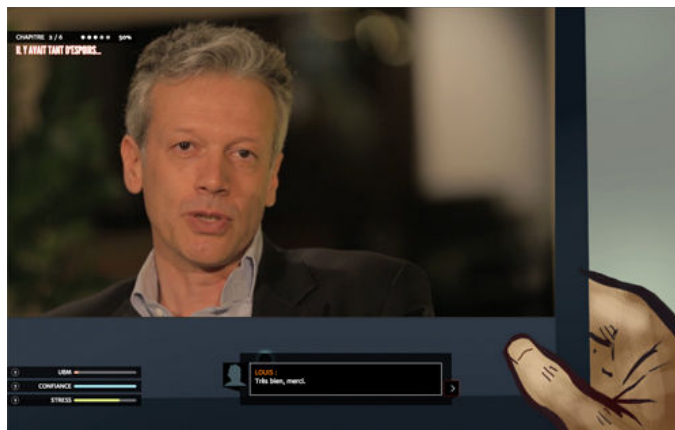 CHAPITRE 2 / 6 50%
IL Y AVAIT TANT D'ESPOIRS...
UBM
CONFIANCE
STRESS
LOUIS :
Très bien, merci.